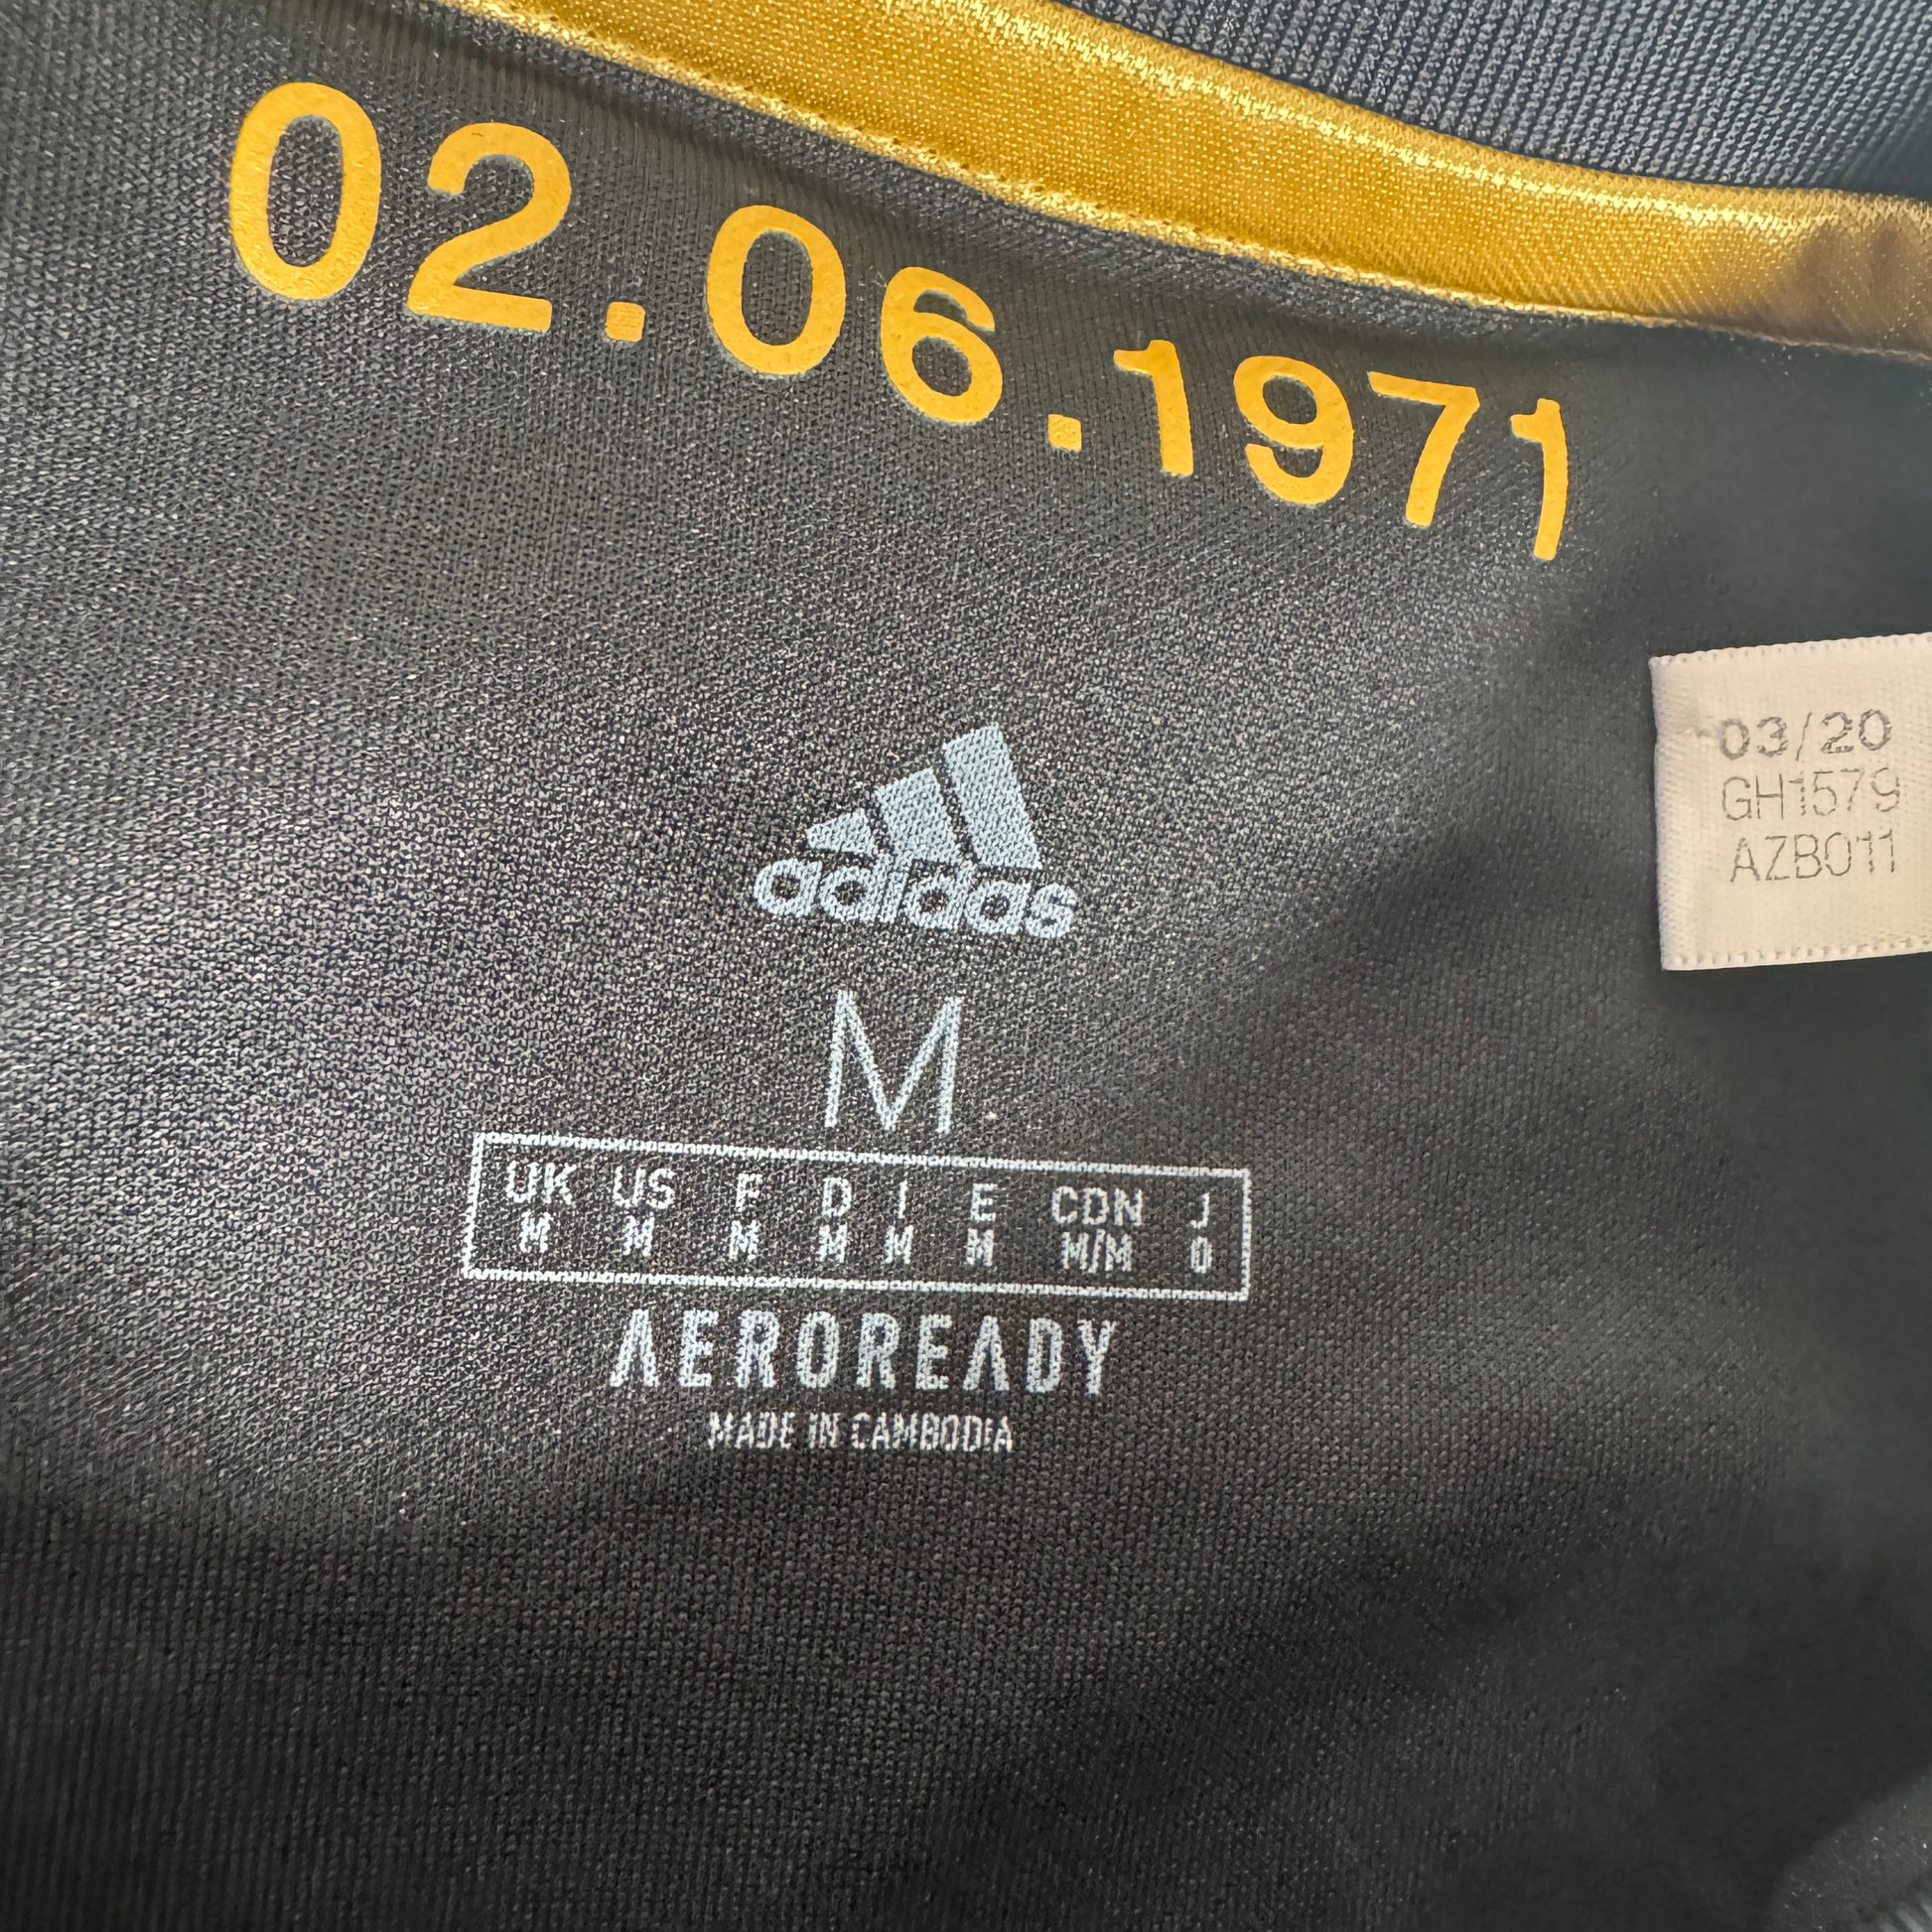 02.06.1971
03/20
GH1579
AZB011
adidas
M
UK US F D I E CDN J
M M M M M M M/M O
AEROREADY
MADE IN CAMBODIA